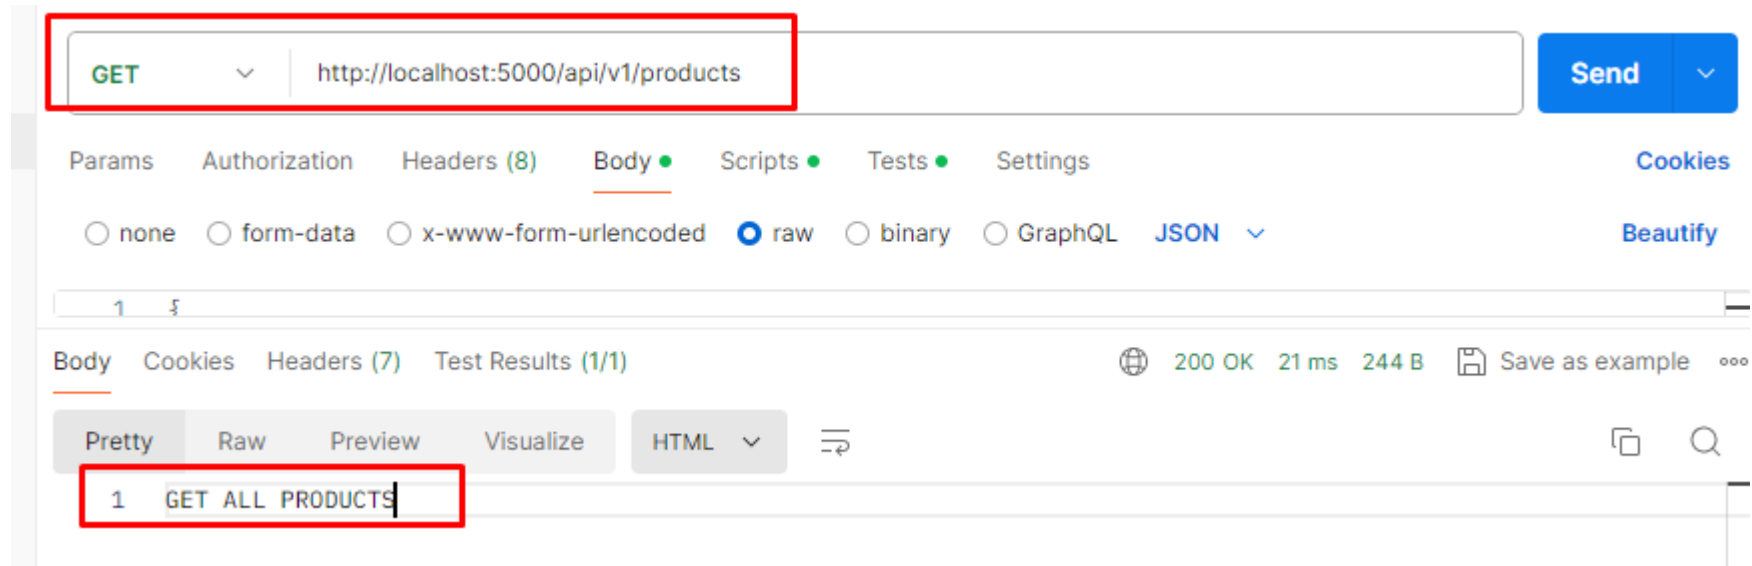 GET http://localhost:5000/api/v1/products Send
Params Authorization Headers (8) Body Scripts Tests Settings Cookies
none form-data x-www-form-urlencoded raw binary GraphQL JSON Beautify
1 {
Body Cookies Headers (7) Test Results (1/1) 200 OK 21 ms 244 B Save as example
Pretty Raw Preview Visualize HTML
1 GET ALL PRODUCTS